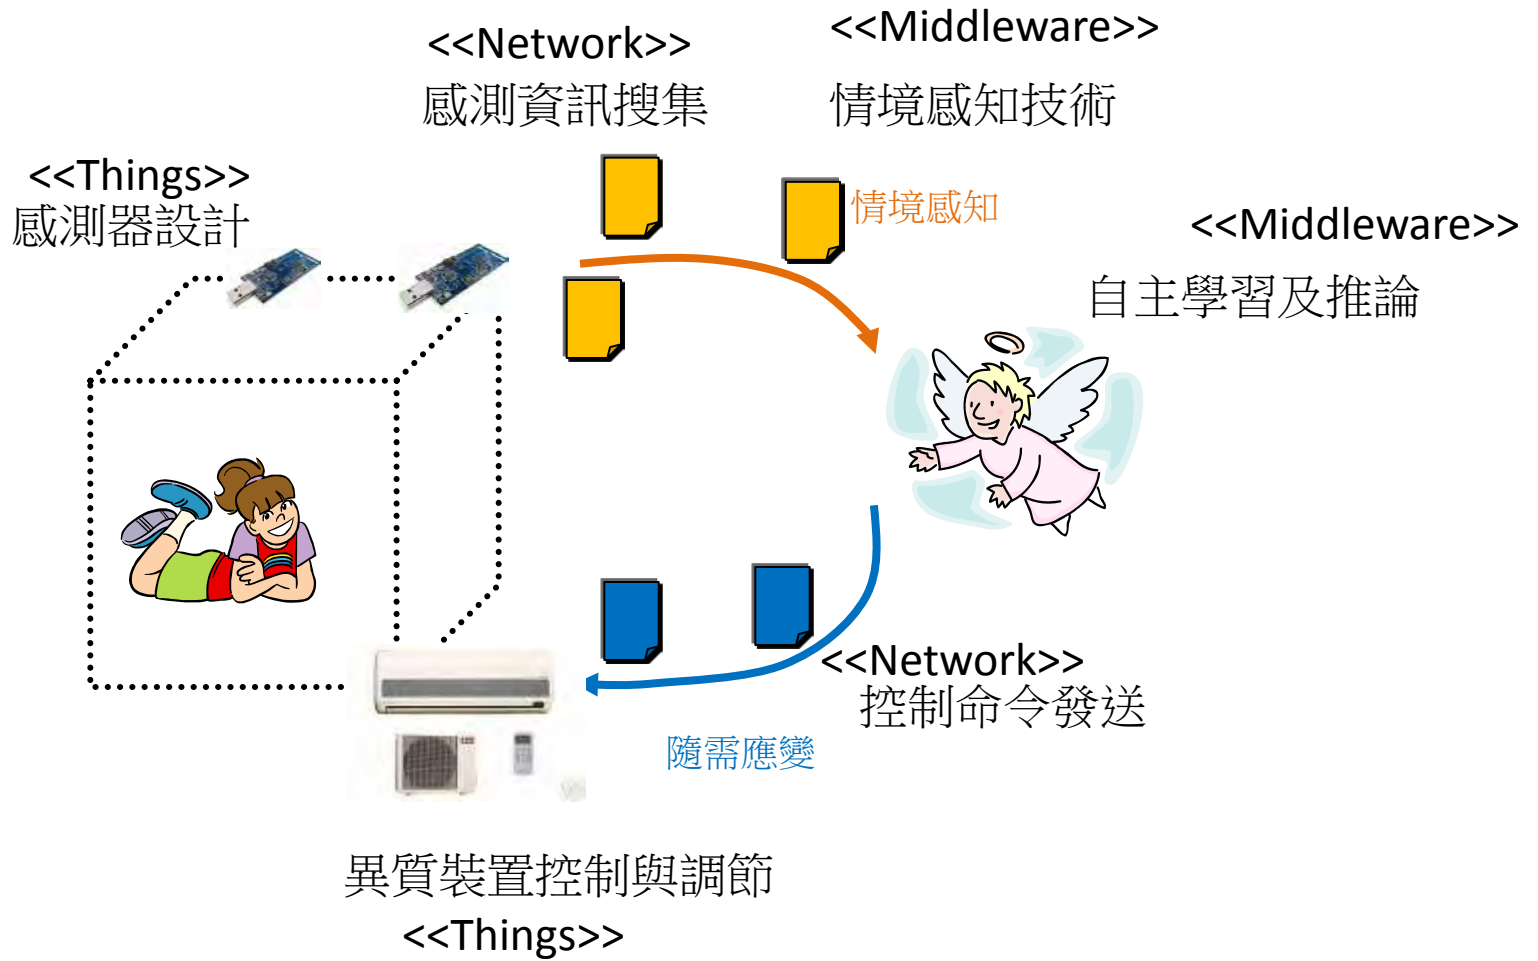 <<Network>>
感測資訊搜集
<<Middleware>>
情境感知技術
<<Things>>
感測器設計
情境感知
<<Middleware>>
自主學習及推論
<<Network>>
控制命令發送
隨需應變
異質裝置控制與調節
<<Things>>